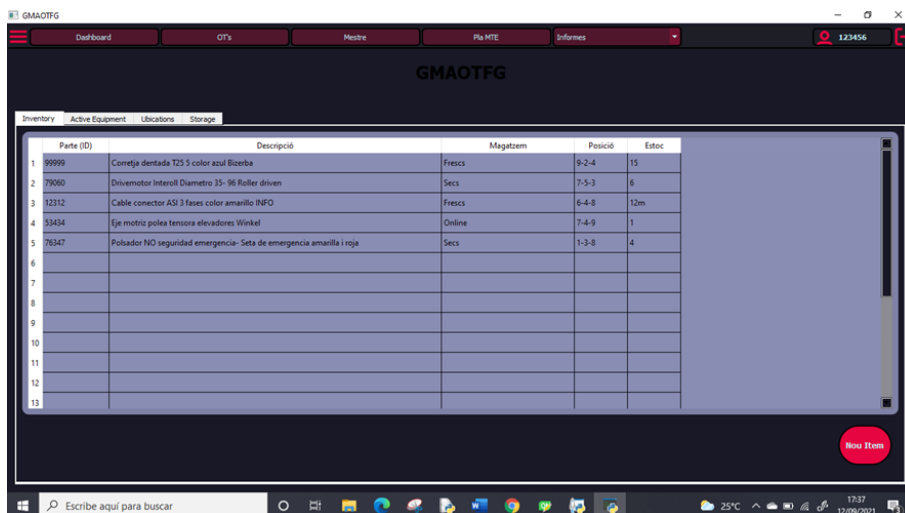 GMAOTFG
Dashboard OT's Mestre Pla MTE Informes 123456
GMAOTFG
Inventory Active Equipment Ubications Storage
Parte (ID) Descripció Magatzem Posició Estoc
1 99999 Corretja dentada T25 5 color azul Bizerba Frescs 9-2-4 15
2 79060 Drivemotor Interoll Diametro 35- 96 Roller driven Secs 7-5-3 6
3 12312 Cable conector ASI 3 fases color amarillo INFO Frescs 6-4-8 12m
4 53434 Eje motriz polea tensora elevadores Winkel Online 7-4-9 1
5 76347 Polsador NO seguridad emergencia- Seta de emergencia amarilla i roja Secs 1-3-8 4
6
7
8
9
10
11
12
13
Nou Item
Escribe aquí para buscar 25°C 17:37
12/09/2021